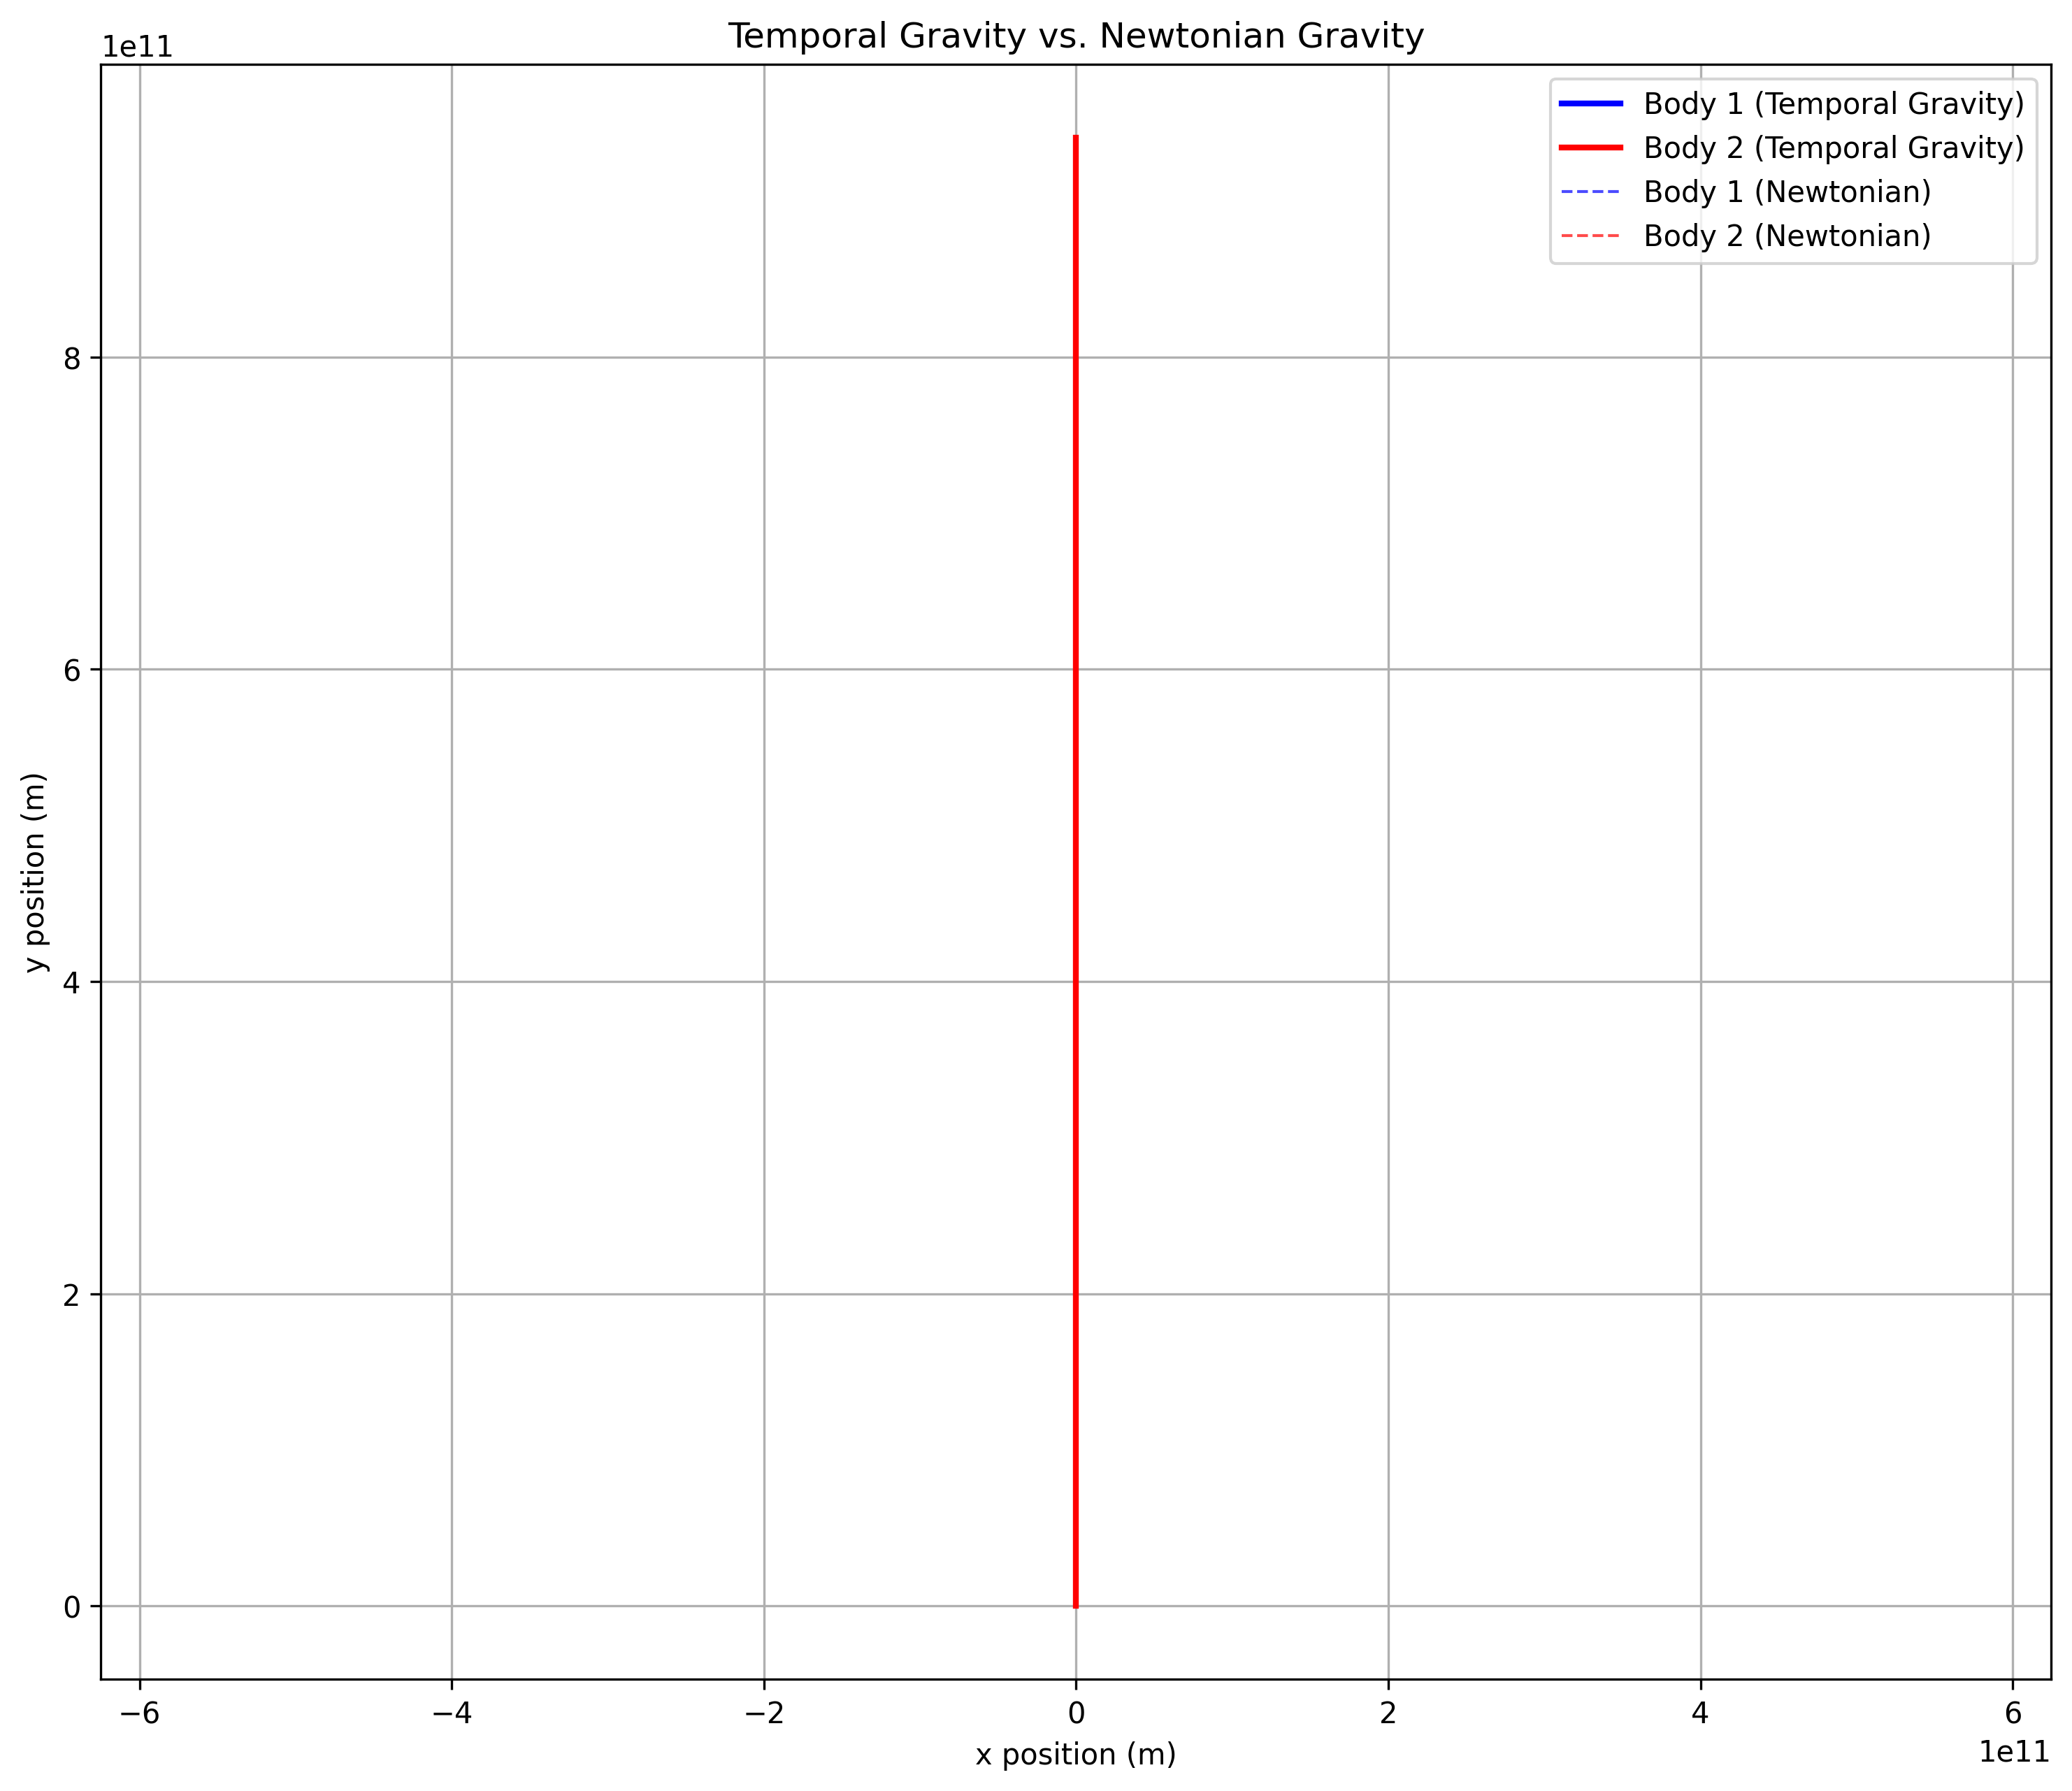 Temporal Gravity vs. Newtonian Gravity
1e11
Body 1 (Temporal Gravity)
Body 2 (Temporal Gravity)
Body 1 (Newtonian)
Body 2 (Newtonian)
8
6
4
2
0
y position (m)
−6 −4 −2 0 2 4 6
x position (m)
1e11